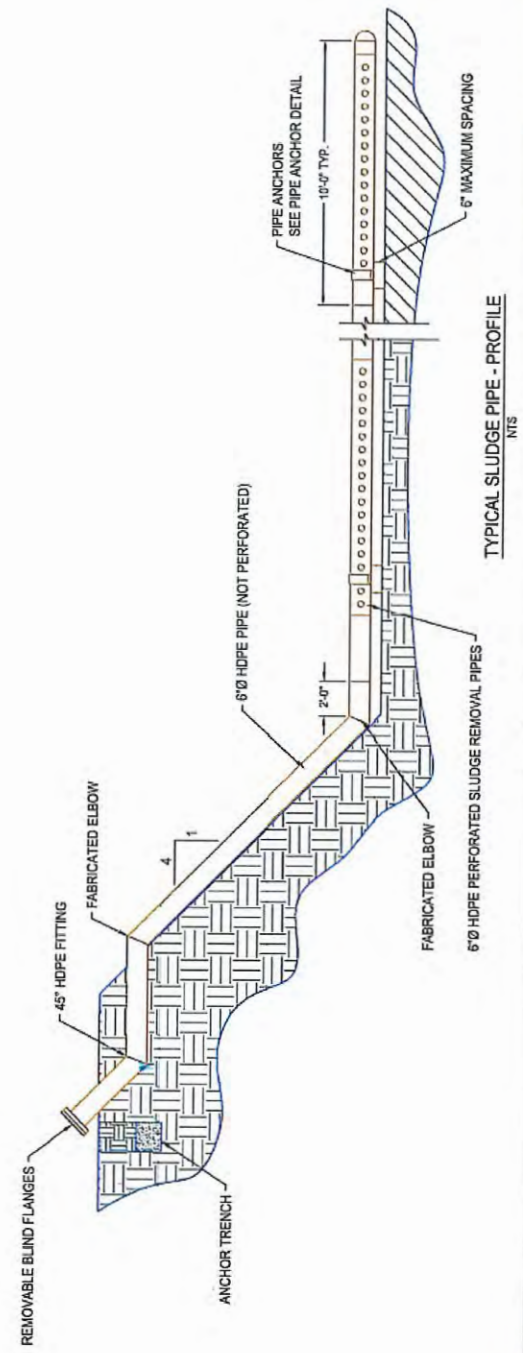 REMOVABLE BLIND FLANGES
45° HDPE FITTING
FABRICATED ELBOW
4
1
6"Ø HDPE PIPE (NOT PERFORATED)
2'-0"
PIPE ANCHORS
SEE PIPE ANCHOR DETAIL
10'-0" TYP.
ANCHOR TRENCH
FABRICATED ELBOW
6"Ø HDPE PERFORATED SLUDGE REMOVAL PIPES
6" MAXIMUM SPACING
TYPICAL SLUDGE PIPE - PROFILE
NTS